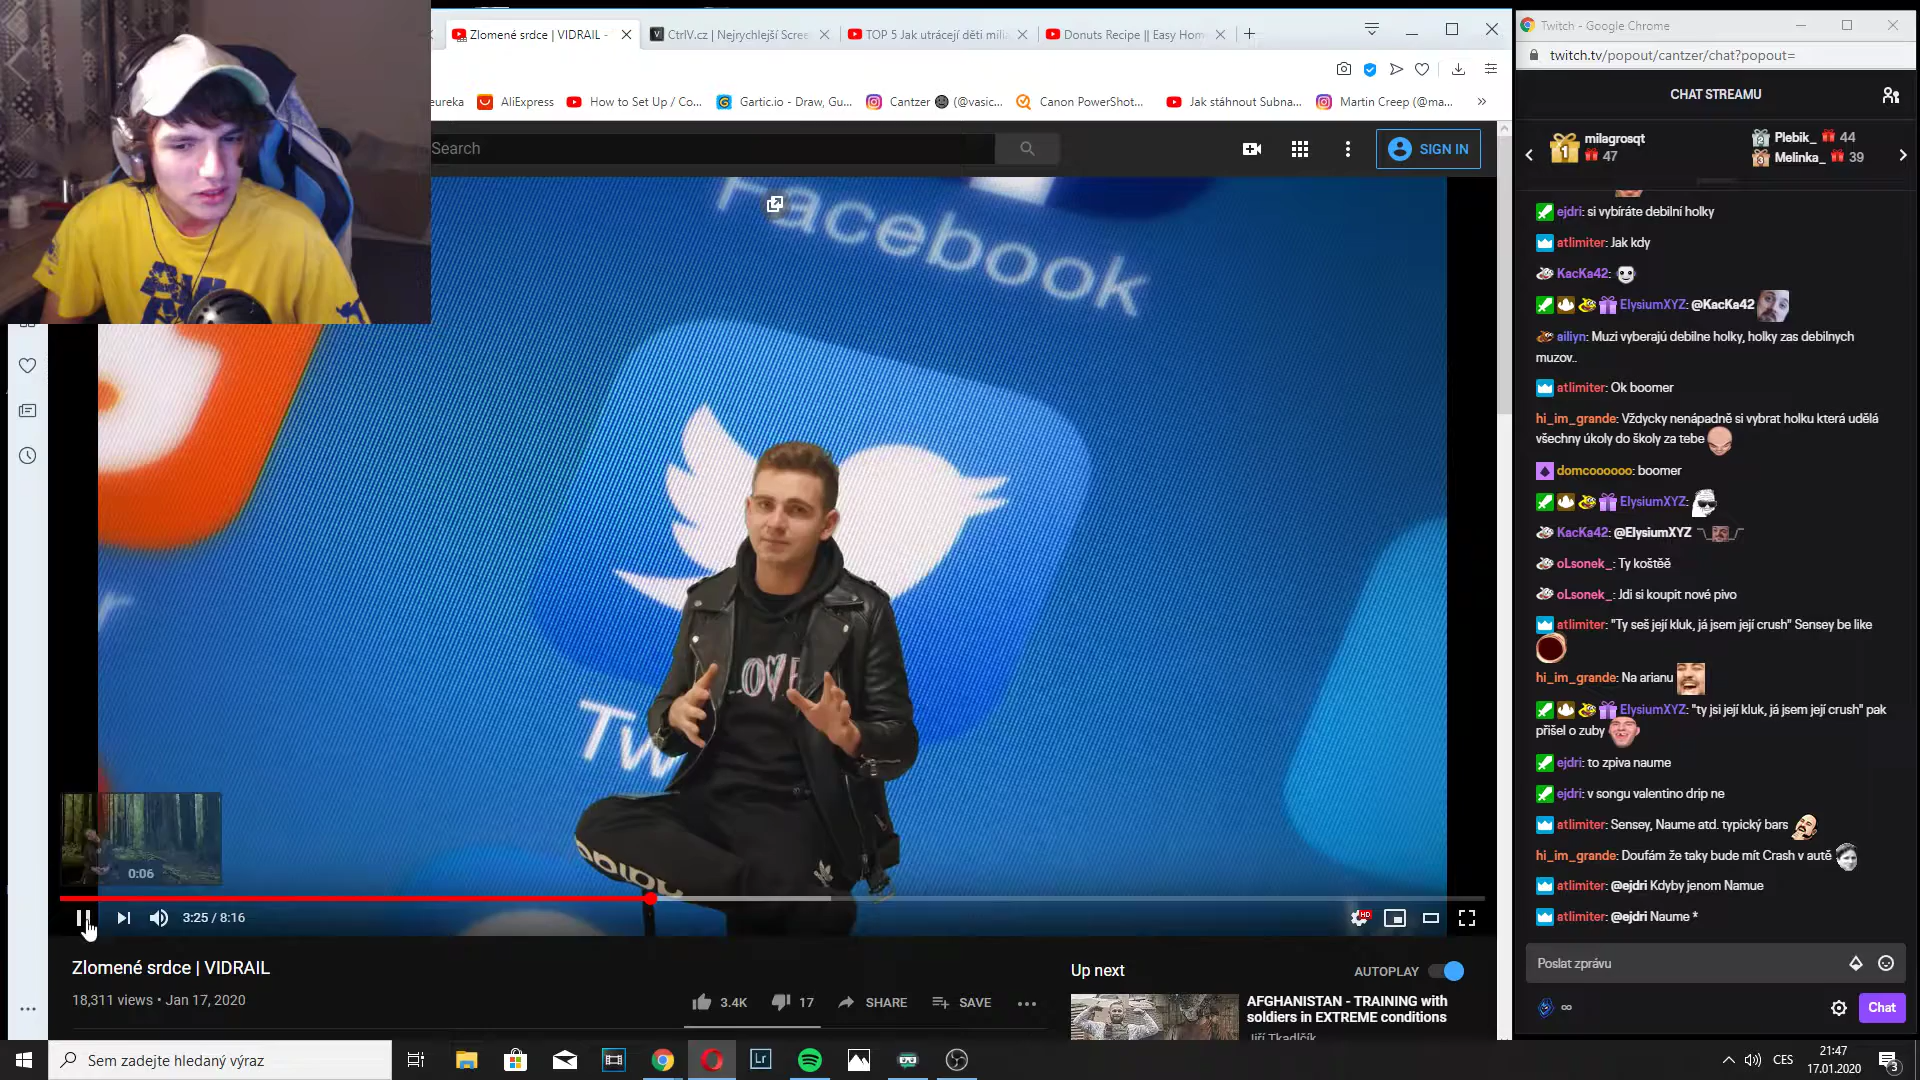 Zlomené srdce | VIDRAIL -
CtrlV.cz | Nejrychlejší Scree
TOP 5 Jak utrácejí děti milia
Donuts Recipe || Easy Hom
Twitch - Google Chrome
twitch.tv/popout/cantzer/chat?popout=
eureka
AliExpress
How to Set Up / Co...
Gartic.io - Draw, Gu...
Cantzer
(@vasic...
Canon PowerShot...
Jak stáhnout Subna...
Martin Creep (@ma...
»
Search
SIGN IN
CHAT STREAMU
1
milagrosqt
47
2
Plebik_ 44
3
Melinka_ 39
Facebook
Tw
LOVE
0:06
3:25 / 8:16
HD
Zlomené srdce | VIDRAIL
18,311 views • Jan 17, 2020
3.4K
17
SHARE
SAVE
Up next
AUTOPLAY
AFGHANISTAN - TRAINING with
soldiers in EXTREME conditions
Jiří Tkadlčík
ejdri: si vybíráte debilní holky
atlimiter: Jak kdy
KacKa42:
ElysiumXYZ: @KacKa42
ailiyn: Muzi vyberajú debilne holky, holky zas debilnych
muzov..
atlimiter: Ok boomer
hi_im_grande: Vždycky nenápadně si vybrat holku která udělá
všechny úkoly do školy za tebe
domcoooooo: boomer
ElysiumXYZ:
KacKa42: @ElysiumXYZ
oLsonek_: Ty koštěě
oLsonek_: Jdi si koupit nové pivo
atlimiter: "Ty seš její kluk, já jsem její crush" Sensey be like
hi_im_grande: Na arianu
ElysiumXYZ: "ty jsi její kluk, já jsem její crush" pak
přišel o zuby
ejdri: to zpiva naume
ejdri: v songu valentino drip ne
atlimiter: Sensey, Naume atd. typický bars
hi_im_grande: Doufám že taky bude mít Crash v autě
atlimiter: @ejdri Kdyby jenom Namue
atlimiter: @ejdri Naume *
Poslat zprávu
∞
Chat
Sem zadejte hledaný výraz
Lr
CES
21:47
17.01.2020
3